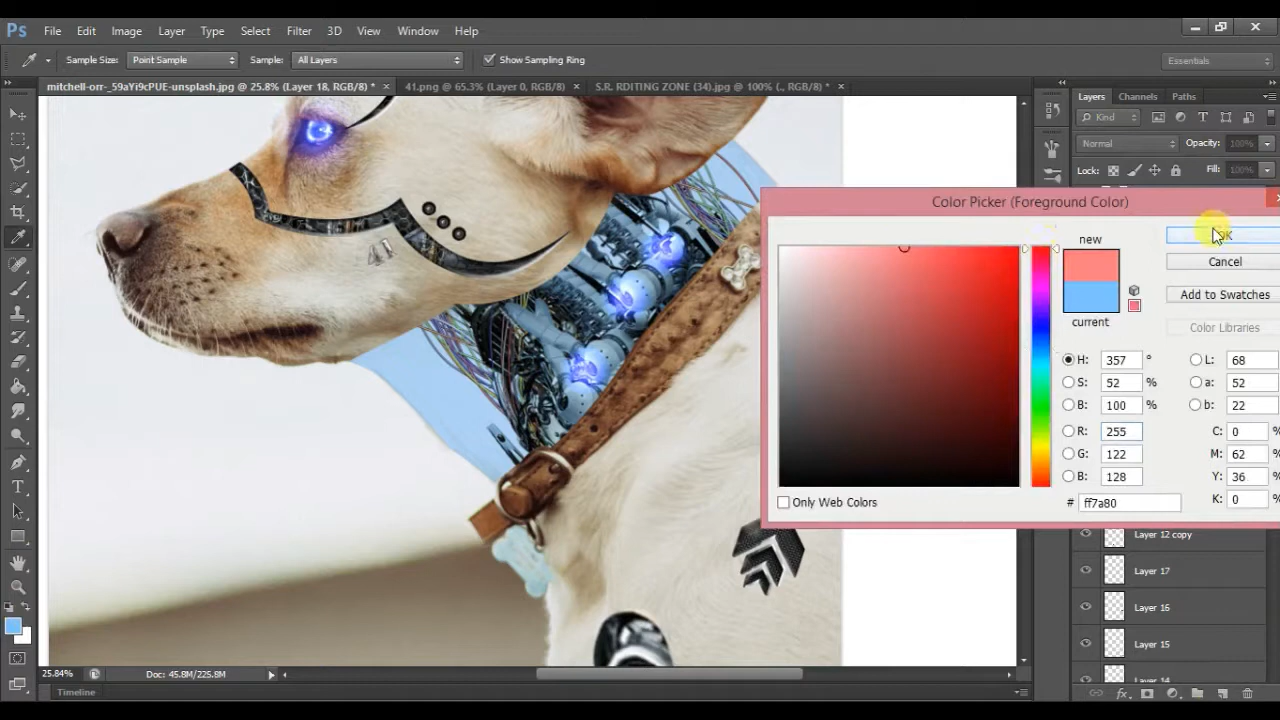 Ps File Edit Image Layer Type Select Filter 3D View Window Help
Sample Size: Point Sample Sample: All Layers Show Sampling Ring Essentials
mitchell-orr-_59aYi9cPUE-unsplash.jpg @ 25.8% (Layer 18, RGB/8) * × 41.png @ 65.3% (Layer 0, RGB/8) × S.R. RDITING ZONE (34).jpg @ 100% (., RGB/8) * ×
Layers Channels Paths
Kind
Normal Opacity: 100%
Lock: Fill: 100%
Color Picker (Foreground Color)
new
OK
Cancel
Add to Swatches
current
Color Libraries
H: 357 ° L: 68
S: 52 % a: 52
B: 100 % b: 22
R: 255 C: 0 %
G: 122 M: 62 %
B: 128 Y: 36 %
# ff7a80 K: 0 %
Only Web Colors
Layer 12 copy
Layer 17
Layer 16
Layer 15
Layer 14
25.84% Doc: 45.8M/225.8M
Timeline